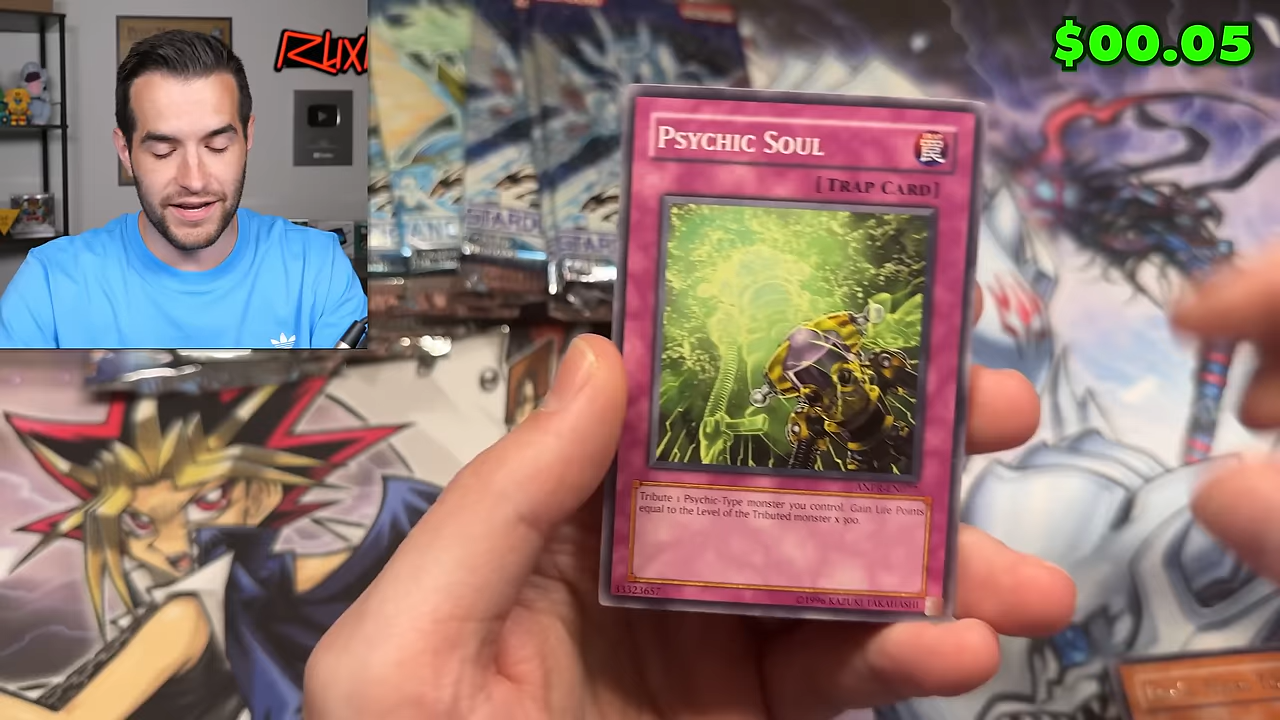 $00.05
PSYCHIC SOUL
[TRAP CARD]
Tribute 1 Psychic-Type monster you control. Gain Life Points
equal to the Level of the Tributed monster x 300.
33323657
©1996 KAZUKI TAKAHASHI